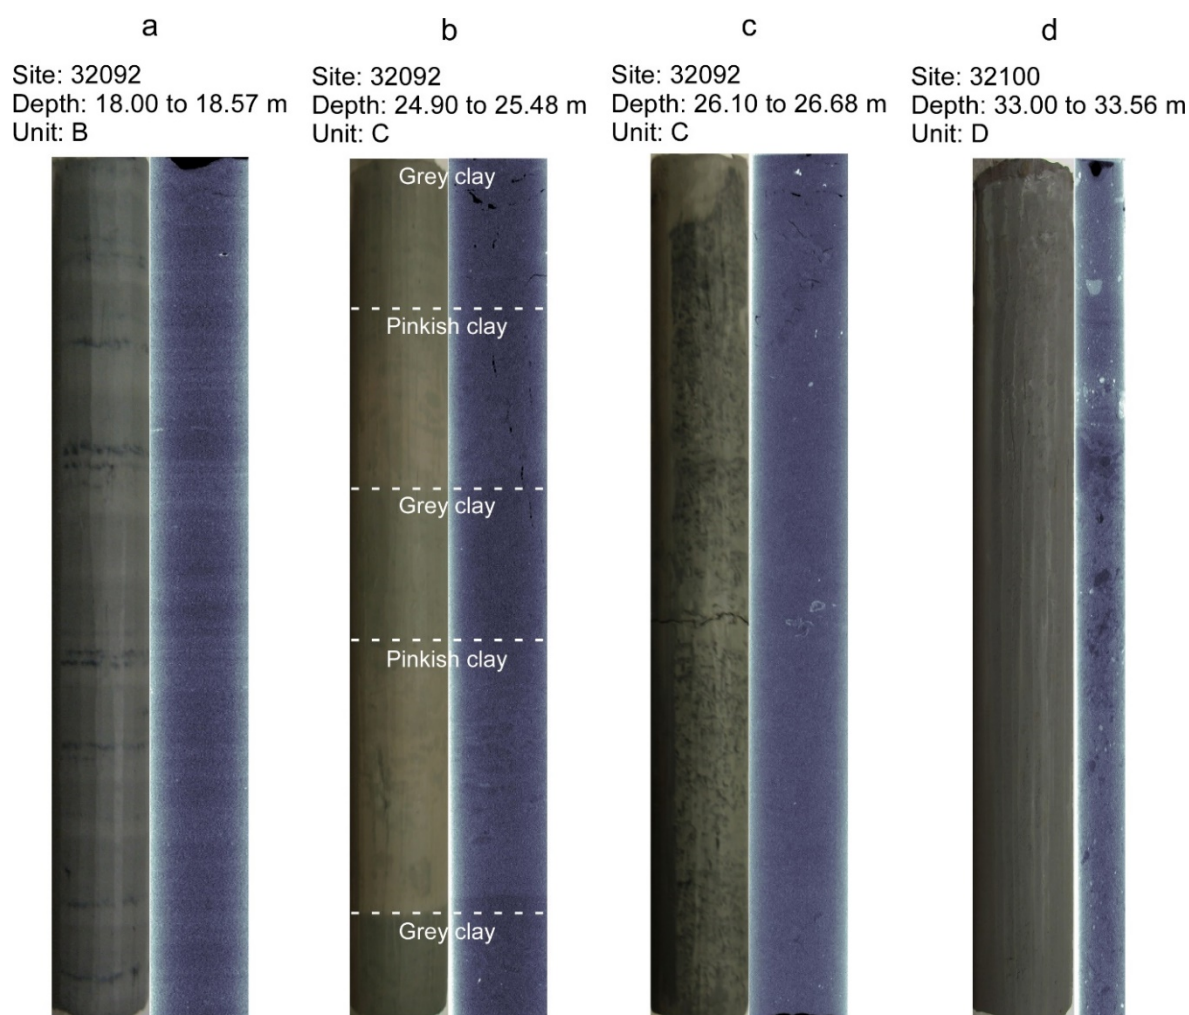 a
Site: 32092
Depth: 18.00 to 18.57 m
Unit: B
b
Site: 32092
Depth: 24.90 to 25.48 m
Unit: C
Grey clay
Pinkish clay
Grey clay
Pinkish clay
Grey clay
c
Site: 32092
Depth: 26.10 to 26.68 m
Unit: C
d
Site: 32100
Depth: 33.00 to 33.56 m
Unit: D